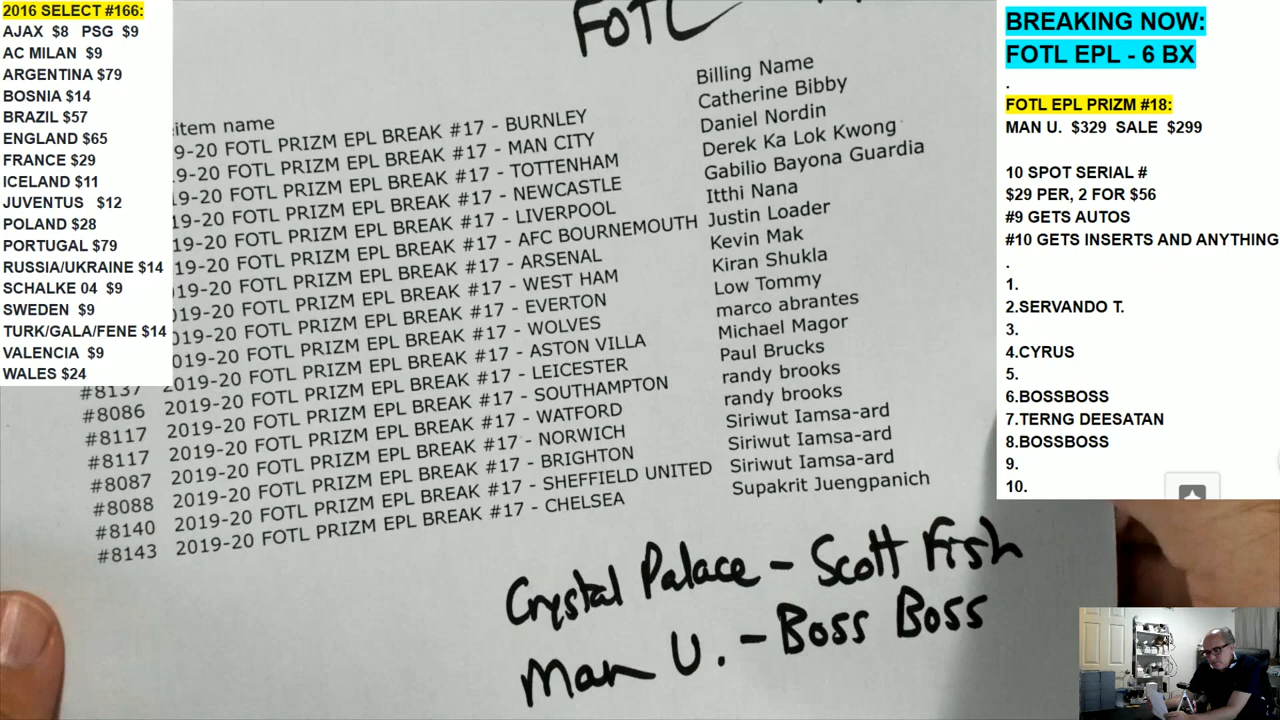 2016 SELECT #166:
AJAX $8 PSG $9
AC MILAN $9
ARGENTINA $79
BOSNIA $14
BRAZIL $57
ENGLAND $65
FRANCE $29
ICELAND $11
JUVENTUS $12
POLAND $28
PORTUGAL $79
RUSSIA/UKRAINE $14
SCHALKE 04 $9
SWEDEN $9
TURK/GALA/FENE $14
VALENCIA $9
WALES $24
FOTL
item name Billing Name
9-20 FOTL PRIZM EPL BREAK #17 - BURNLEY Catherine Bibby
9-20 FOTL PRIZM EPL BREAK #17 - MAN CITY Daniel Nordin
19-20 FOTL PRIZM EPL BREAK #17 - TOTTENHAM Derek Ka Lok Kwong
19-20 FOTL PRIZM EPL BREAK #17 - NEWCASTLE Gabilio Bayona Guardia
19-20 FOTL PRIZM EPL BREAK #17 - LIVERPOOL Itthi Nana
19-20 FOTL PRIZM EPL BREAK #17 - AFC BOURNEMOUTH Justin Loader
19-20 FOTL PRIZM EPL BREAK #17 - ARSENAL Kevin Mak
19-20 FOTL PRIZM EPL BREAK #17 - WEST HAM Kiran Shukla
019-20 FOTL PRIZM EPL BREAK #17 - EVERTON Low Tommy
019-20 FOTL PRIZM EPL BREAK #17 - WOLVES marco abrantes
#8137 2019-20 FOTL PRIZM EPL BREAK #17 - ASTON VILLA Michael Magor
#8086 2019-20 FOTL PRIZM EPL BREAK #17 - LEICESTER Paul Brucks
#8117 2019-20 FOTL PRIZM EPL BREAK #17 - SOUTHAMPTON randy brooks
#8117 2019-20 FOTL PRIZM EPL BREAK #17 - WATFORD randy brooks
#8087 2019-20 FOTL PRIZM EPL BREAK #17 - NORWICH Siriwut Iamsa-ard
#8088 2019-20 FOTL PRIZM EPL BREAK #17 - BRIGHTON Siriwut Iamsa-ard
#8140 2019-20 FOTL PRIZM EPL BREAK #17 - SHEFFIELD UNITED Siriwut Iamsa-ard
#8143 2019-20 FOTL PRIZM EPL BREAK #17 - CHELSEA Supakrit Juengpanich
Crystal Palace - Scott Fish
Man U. - Boss Boss
BREAKING NOW:
FOTL EPL - 6 BX
.
FOTL EPL PRIZM #18:
MAN U. $329 SALE $299
10 SPOT SERIAL #
$29 PER, 2 FOR $56
#9 GETS AUTOS
#10 GETS INSERTS AND ANYTHING
.
1.
2.SERVANDO T.
3.
4.CYRUS
5.
6.BOSSBOSS
7.TERNG DEESATAN
8.BOSSBOSS
9.
10.